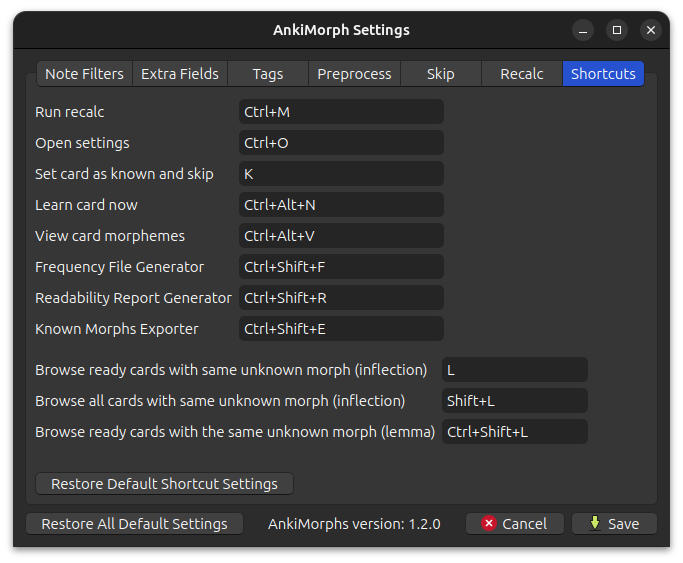 AnkiMorph Settings
Note Filters Extra Fields Tags Preprocess Skip Recalc Shortcuts
Run recalc Ctrl+M
Open settings Ctrl+O
Set card as known and skip K
Learn card now Ctrl+Alt+N
View card morphemes Ctrl+Alt+V
Frequency File Generator Ctrl+Shift+F
Readability Report Generator Ctrl+Shift+R
Known Morphs Exporter Ctrl+Shift+E
Browse ready cards with same unknown morph (inflection) L
Browse all cards with same unknown morph (inflection) Shift+L
Browse ready cards with the same unknown morph (lemma) Ctrl+Shift+L
Restore Default Shortcut Settings
Restore All Default Settings AnkiMorphs version: 1.2.0 Cancel Save